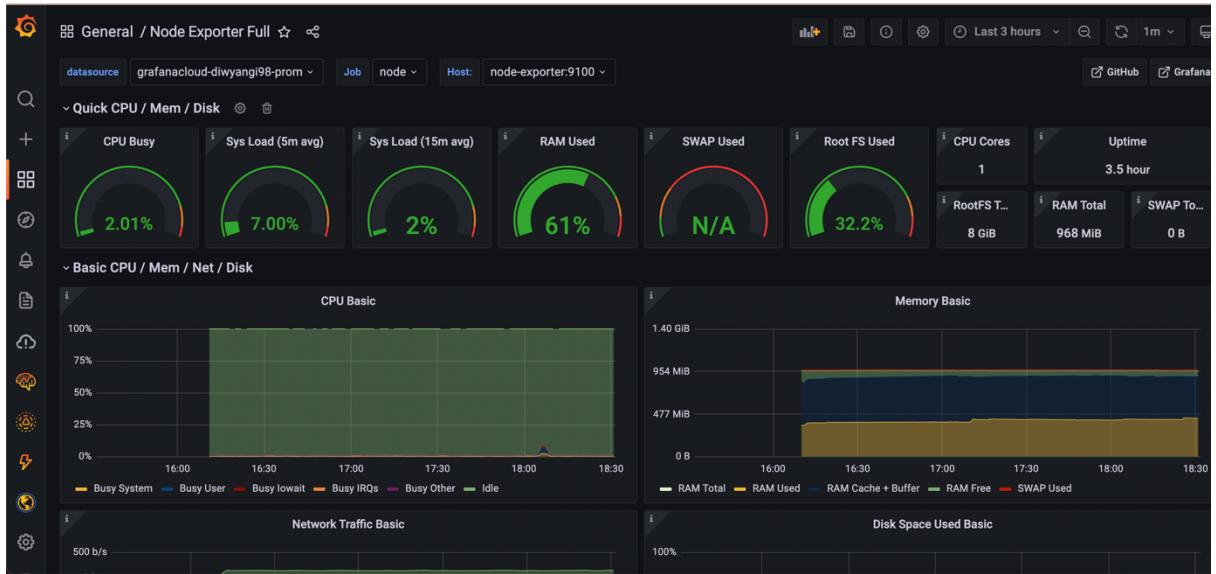 General / Node Exporter Full
Last 3 hours
1m
datasource grafanacloud-diwyangi98-prom Job node Host: node-exporter:9100
GitHub Grafana
Quick CPU / Mem / Disk
CPU Busy
2.01%
Sys Load (5m avg)
7.00%
Sys Load (15m avg)
2%
RAM Used
61%
SWAP Used
N/A
Root FS Used
32.2%
CPU Cores
1
Uptime
3.5 hour
RootFS T...
8 GiB
RAM Total
968 MiB
SWAP To...
0 B
Basic CPU / Mem / Net / Disk
CPU Basic
100%
75%
50%
25%
0%
16:00 16:30 17:00 17:30 18:00 18:30
Busy System Busy User Busy Iowait Busy IRQs Busy Other Idle
Memory Basic
1.40 GiB
954 MiB
477 MiB
0 B
16:00 16:30 17:00 17:30 18:00 18:30
RAM Total RAM Used RAM Cache + Buffer RAM Free SWAP Used
Network Traffic Basic
500 b/s
Disk Space Used Basic
100%